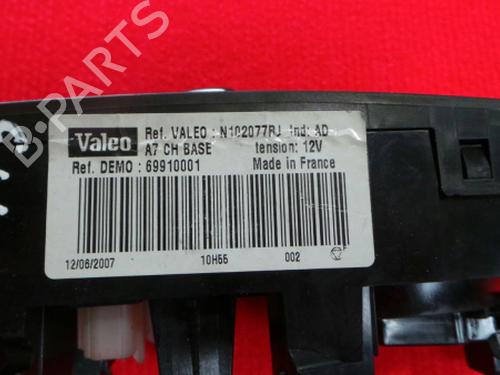 Valeo
Ref. VALEO : N102077RJ Ind: AD
A7 CH BASE tension: 12V
Ref. DEMO : 69910001 Made in France
12/06/2007 10H55 002
B-PARTS